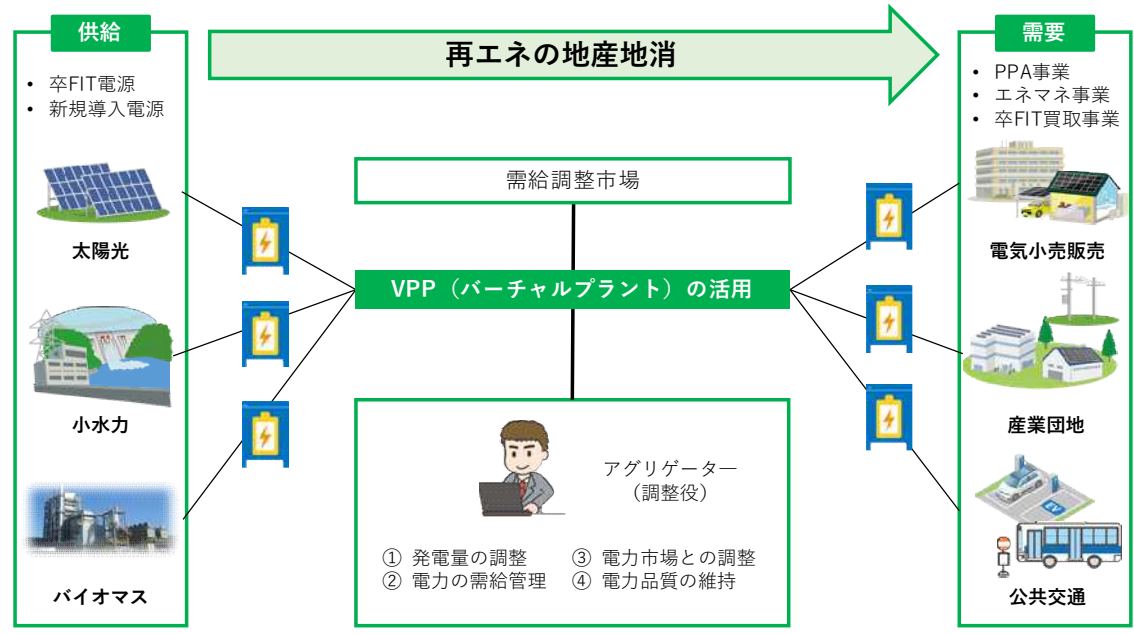 供給
再エネの地産地消
需要
• 卒FIT電源
• 新規導入電源
• PPA事業
• エネマネ事業
• 卒FIT買取事業
需給調整市場
太陽光
電気小売販売
VPP（バーチャルプラント）の活用
小水力
産業団地
アグリゲーター
（調整役）
① 発電量の調整
② 電力の需給管理
③ 電力市場との調整
④ 電力品質の維持
EV
バイオマス
公共交通